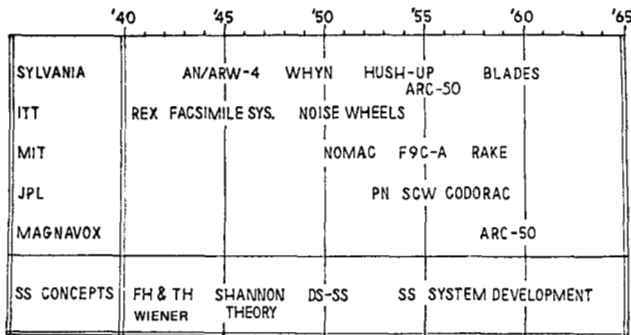 '40 '45 '50 '55 '60 '65
SYLVANIA AN/ARW-4 WHYN HUSH-UP BLADES
ARC-50
ITT REX FACSIMILE SYS. NOISE WHEELS
MIT NOMAC F9C-A RAKE
JPL PN SCW CODORAC
MAGNAVOX ARC-50
SS CONCEPTS FH & TH SHANNON DS-SS SS SYSTEM DEVELOPMENT
WIENER THEORY